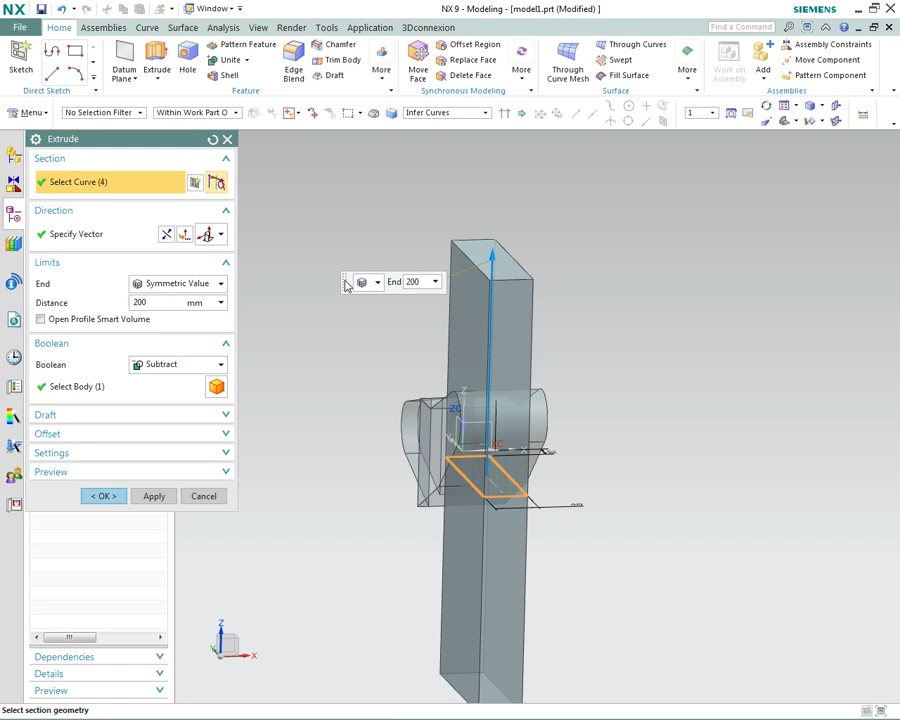 NX Window NX 9 - Modeling - [model1.prt (Modified) ] SIEMENS
File Home Assemblies Curve Surface Analysis View Render Tools Application 3Dconnexion Find a Command
Sketch Datum Plane Extrude Hole Pattern Feature Unite Shell Chamfer Trim Body Draft More Edge Blend
Move Face Offset Region Replace Face Delete Face More Through Curve Mesh Through Curves Swept Fill Surface More
Work on Assembly Add Assembly Constraints Move Component Pattern Component
Direct Sketch Feature Synchronous Modeling Surface Assemblies
Menu No Selection Filter Within Work Part O Infer Curves 1
Extrude
Section
Select Curve (4)
Direction
Specify Vector
Limits
End Symmetric Value
Distance 200 mm
Open Profile Smart Volume
Boolean
Boolean Subtract
Select Body (1)
Draft
Offset
Settings
Preview
< OK > Apply Cancel
Dependencies
Details
Preview
End 200
Z
ZC
XC
Z
X
Select section geometry